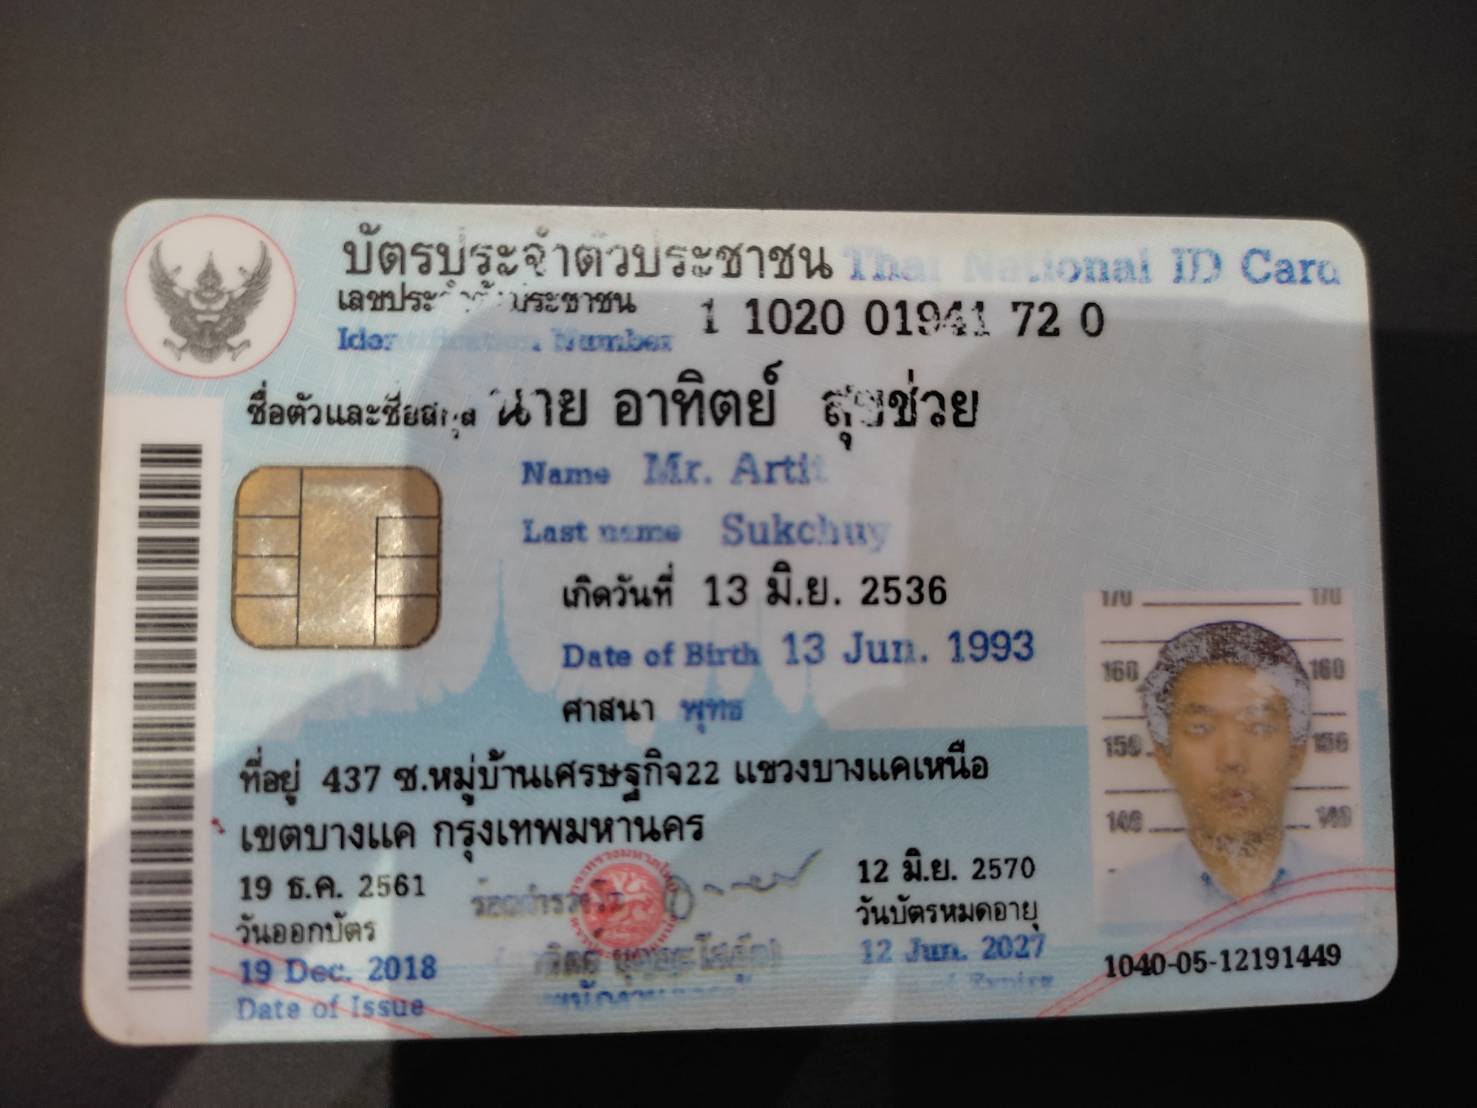 บัตรประจำตัวประชาชน Thai National ID Card
เลขประจำตัวประชาชน 1 1020 01941 72 0
Identification Number
ชื่อตัวและชื่อสกุล นาย อาทิตย์ สุขช่วย
Name Mr. Artit
Last name Sukchuy
เกิดวันที่ 13 มิ.ย. 2536
Date of Birth 13 Jun. 1993
ศาสนา พุทธ
ที่อยู่ 437 ซ.หมู่บ้านเศรษฐกิจ22 แขวงบางแคเหนือ
เขตบางแค กรุงเทพมหานคร
19 ธ.ค. 2561
วันออกบัตร
19 Dec. 2018
Date of Issue
12 มิ.ย. 2570
วันบัตรหมดอายุ
12 Jun. 2027
of Expiry
170 170
160 160
150 150
140 140
1040-05-12191449